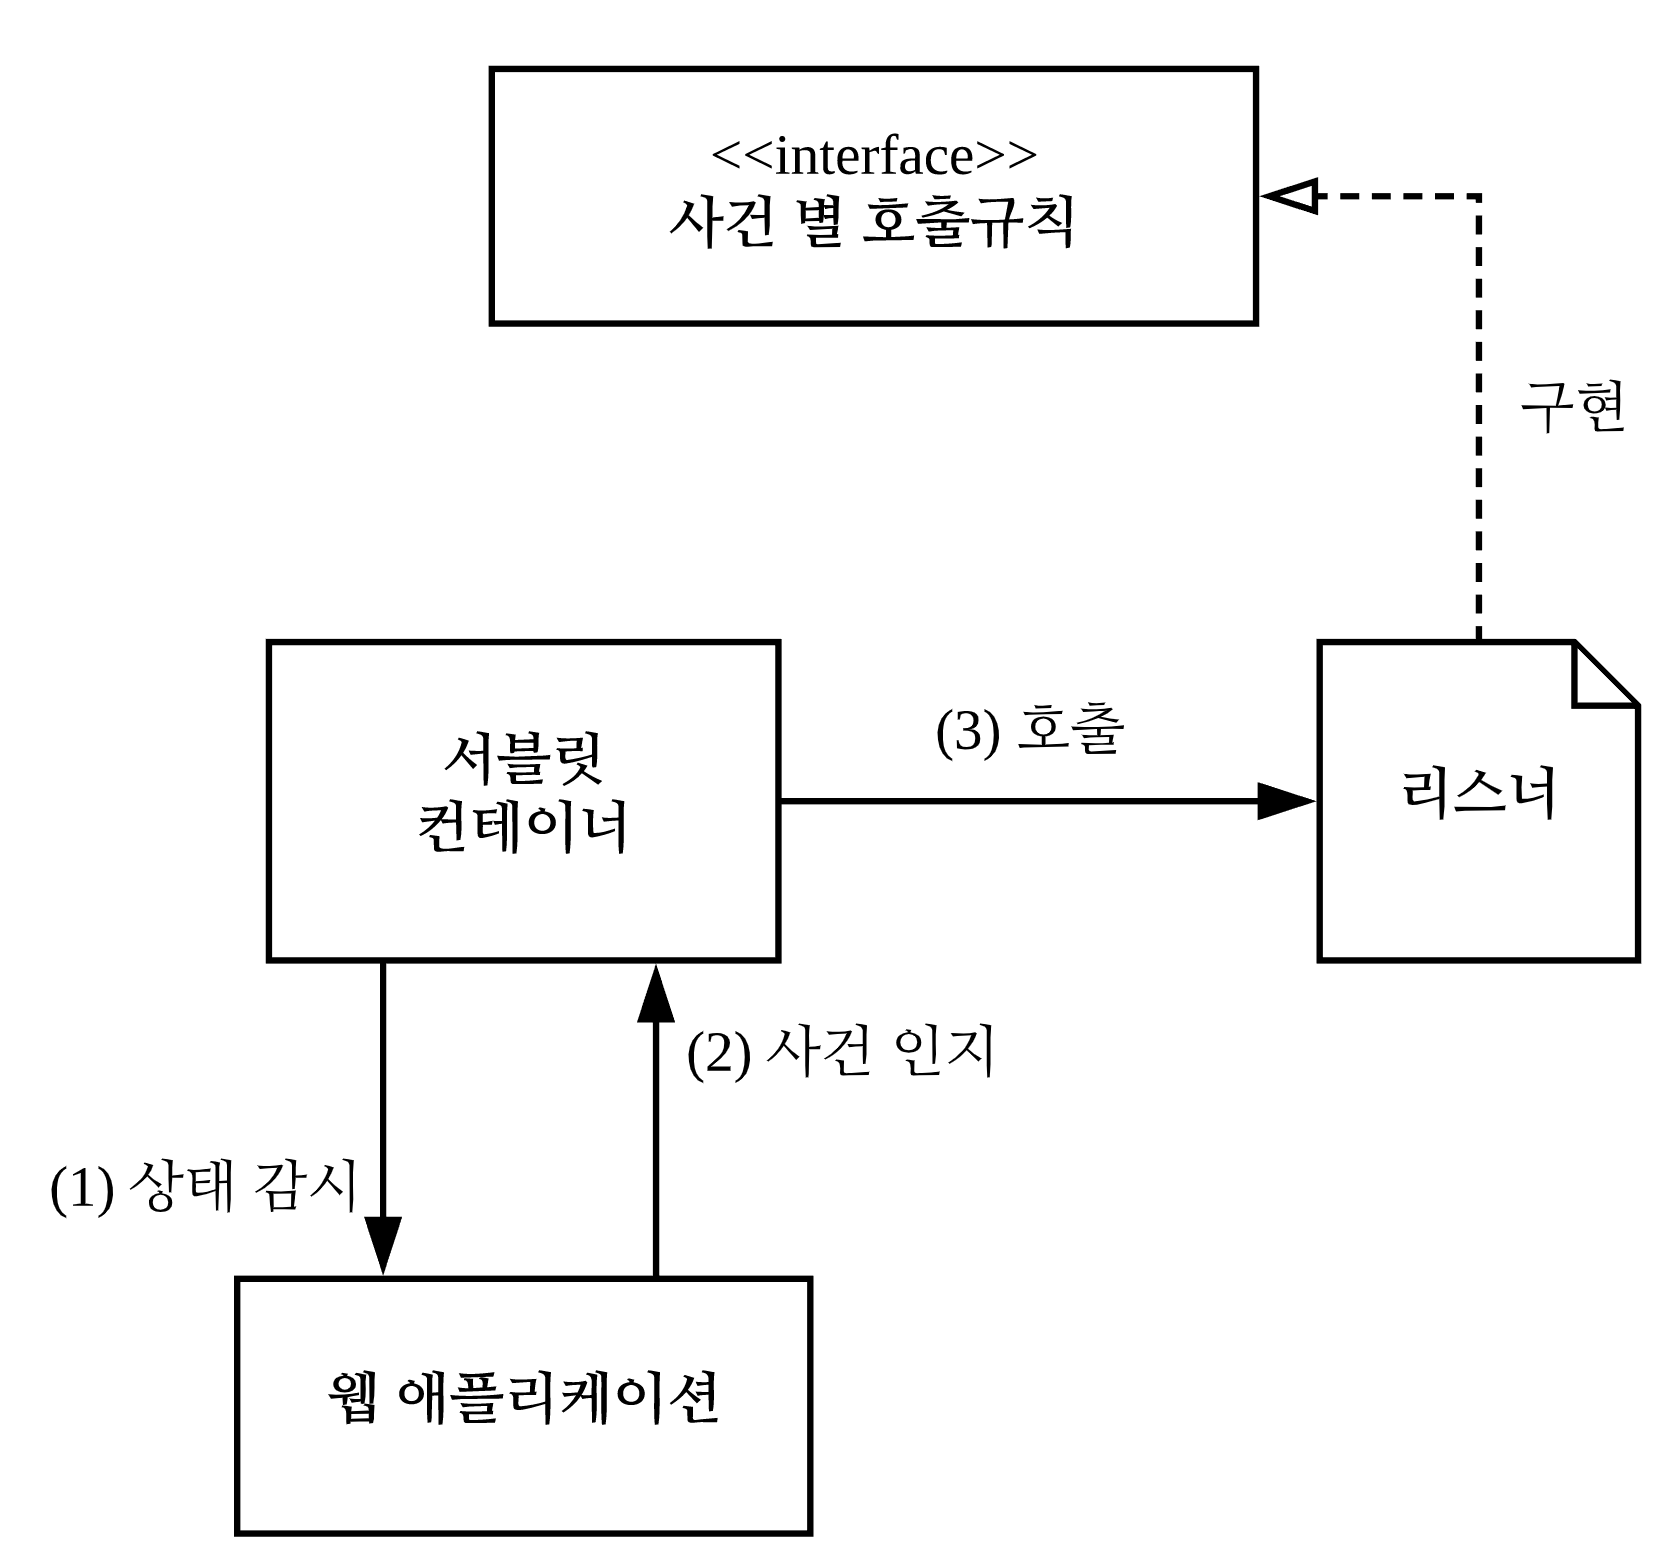 <<interface>>
사건 별 호출규칙
구현
서블릿
컨테이너
(3) 호출
리스너
(2) 사건 인지
(1) 상태 감시
웹 애플리케이션